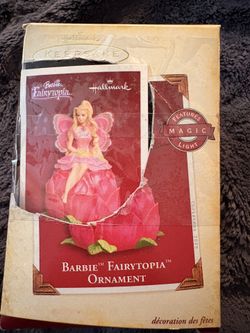 KEEPSAKE
Barbie
Fairytopia
Hallmark
FEATURES
MAGIC
LIGHT
BARBIE™ FAIRYTOPIA™
ORNAMENT
décoration des fêtes